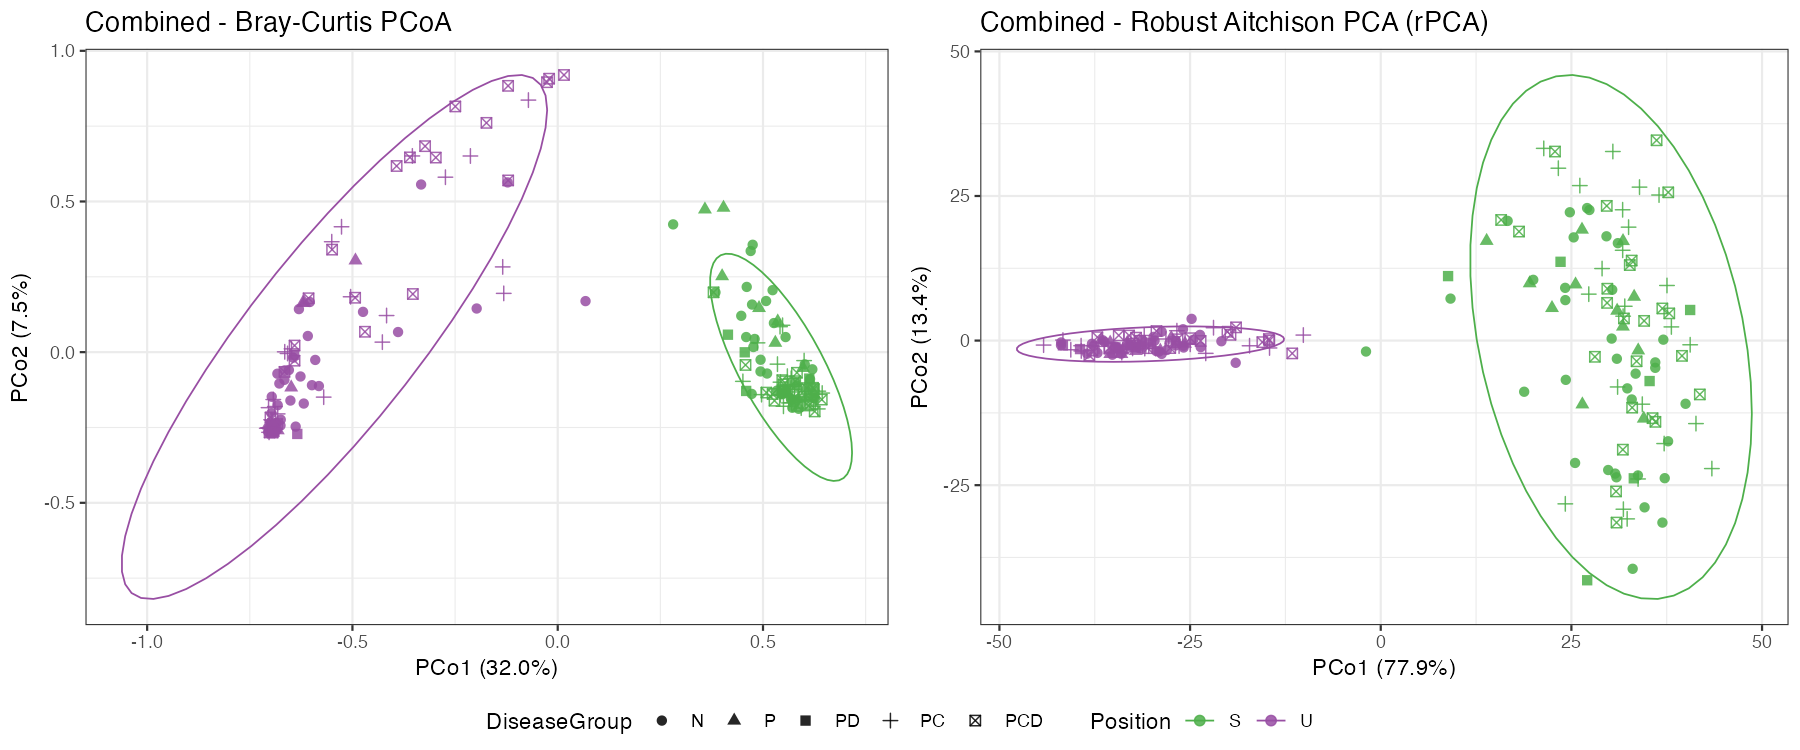 Combined - Bray-Curtis PCoA
1.0
0.5
0.0
-0.5
PCo2 (7.5%)
-1.0 -0.5 0.0 0.5
PCo1 (32.0%)
Combined - Robust Aitchison PCA (rPCA)
50
25
0
-25
PCo2 (13.4%)
-50 -25 0 25 50
PCo1 (77.9%)
DiseaseGroup N P PD PC PCD Position S U